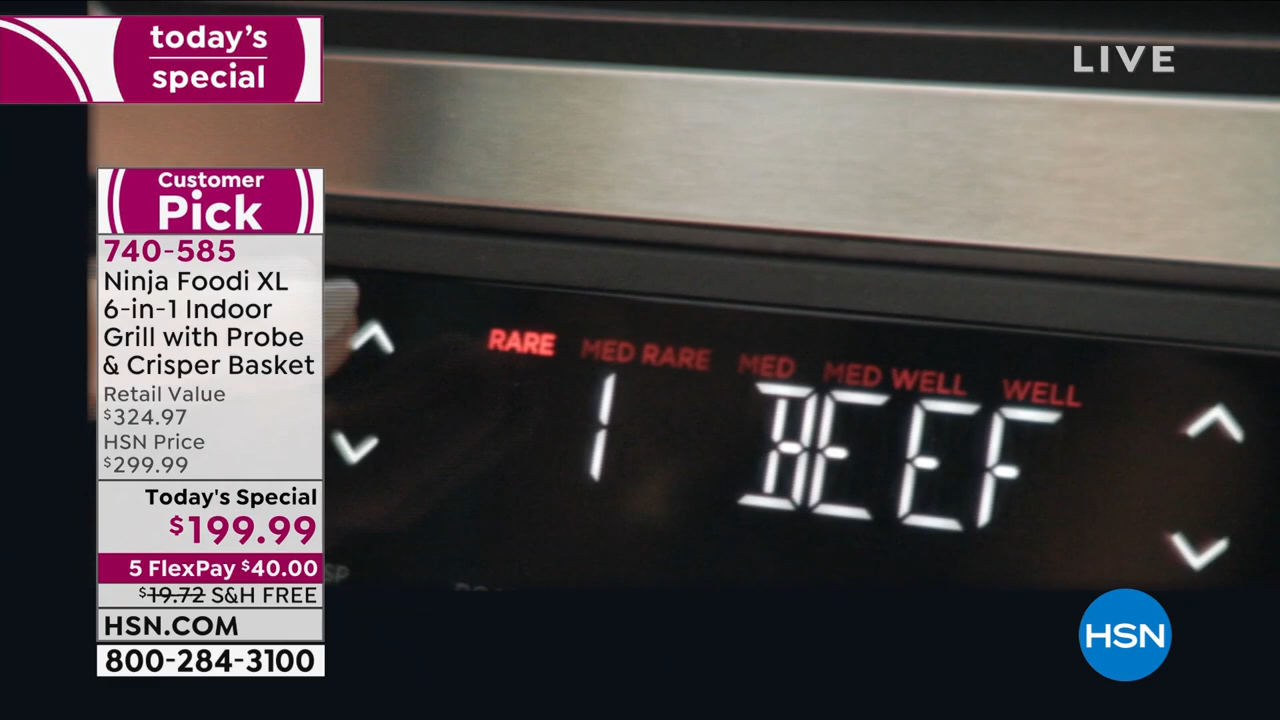 today's
special
LIVE
Customer
Pick
740-585
Ninja Foodi XL
6-in-1 Indoor
Grill with Probe
& Crisper Basket
Retail Value
$324.97
HSN Price
$299.99
Today's Special
$199.99
5 FlexPay $40.00
$19.72 S&H FREE
HSN.COM
800-284-3100
RARE MED RARE MED MED WELL WELL
1 BEEF
HSN